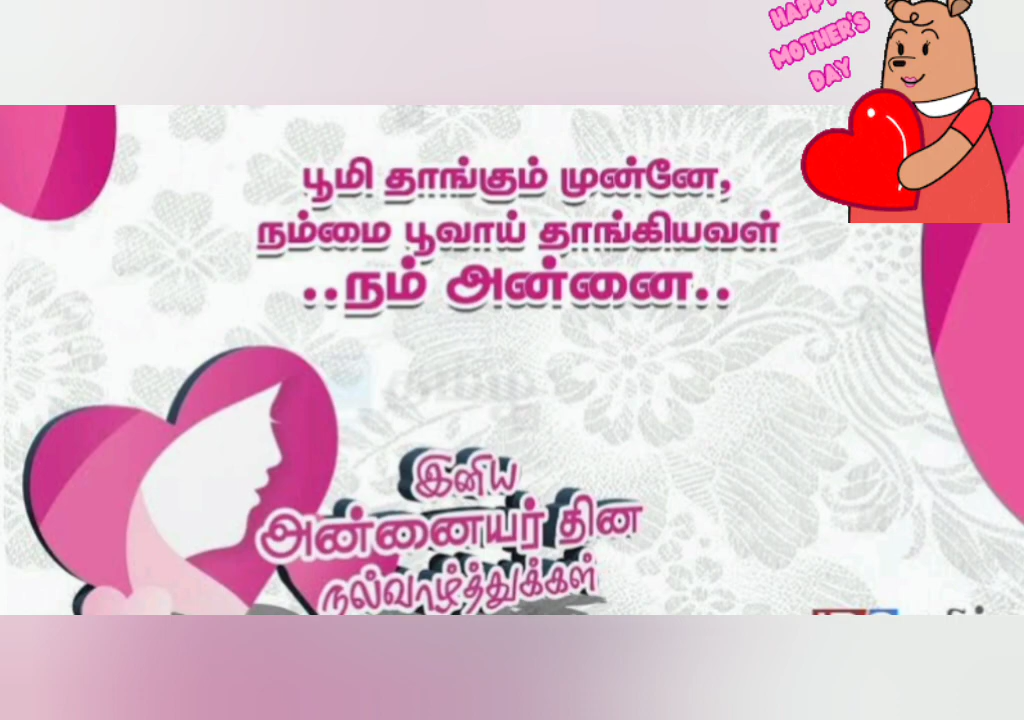 HAPPY
MOTHER'S
DAY
பூமி தாங்கும் முன்னே,
நம்மை பூவாய் தாங்கியவள்
..நம் அன்னை..
இனிய
அன்னையர் தின
நல்வாழ்த்துக்கள்